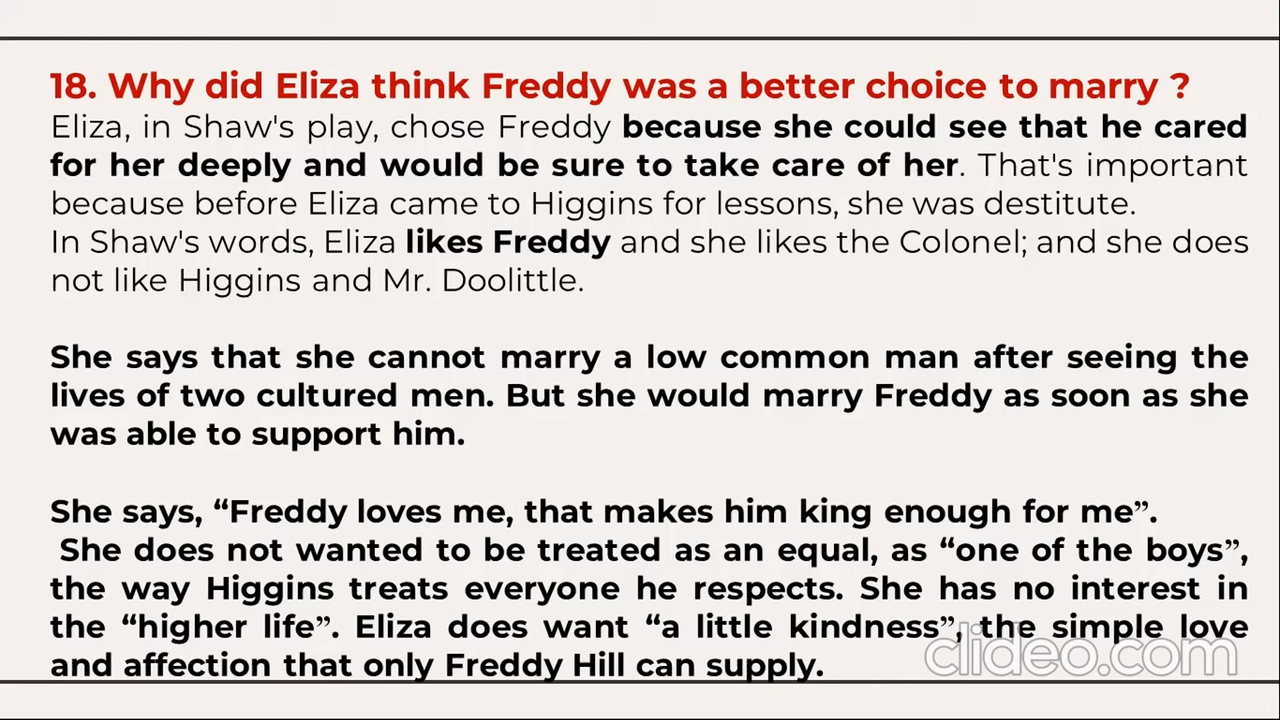 18. Why did Eliza think Freddy was a better choice to marry ?
Eliza, in Shaw's play, chose Freddy because she could see that he cared
for her deeply and would be sure to take care of her. That's important
because before Eliza came to Higgins for lessons, she was destitute.
In Shaw's words, Eliza likes Freddy and she likes the Colonel; and she does
not like Higgins and Mr. Doolittle.
She says that she cannot marry a low common man after seeing the
lives of two cultured men. But she would marry Freddy as soon as she
was able to support him.
She says, “Freddy loves me, that makes him king enough for me”.
She does not wanted to be treated as an equal, as “one of the boys”,
the way Higgins treats everyone he respects. She has no interest in
the “higher life”. Eliza does want “a little kindness”, the simple love
and affection that only Freddy Hill can supply.
clideo.com